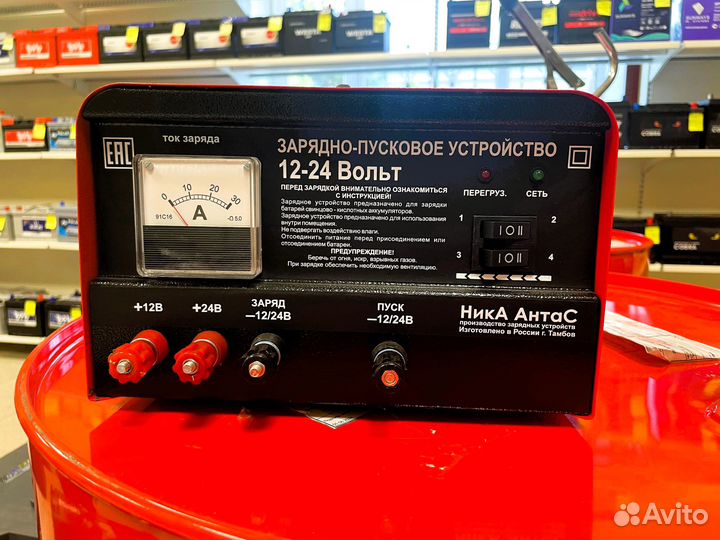 EAC
ток заряда
0 10 20 30
A
91C16
5.0
ЗАРЯДНО-ПУСКОВОЕ УСТРОЙСТВО
12-24 Вольт
ПЕРЕД ЗАРЯДКОЙ ВНИМАТЕЛЬНО ОЗНАКОМИТЬСЯ
С ИНСТРУКЦИЕЙ!
Зарядное устройство предназначено для зарядки
батарей свинцово - кислотных аккумуляторов.
Зарядное устройство предназначено для использования
внутри помещения.
Не подвергать воздействию влаги.
Отсоединить питание перед присоединением или
отсоединением батареи.
ПРЕДУПРЕЖДЕНИЕ!
Беречь от огня, искр, взрывных газов.
При зарядке обеспечить необходимую вентиляцию.
ПЕРЕГРУЗ. СЕТЬ
1 2
3 4
+12В
+24В
ЗАРЯД
–12/24В
ПУСК
–12/24В
НикА АнтаС
производство зарядных устройств
Изготовлено в России г. Тамбов
Avito